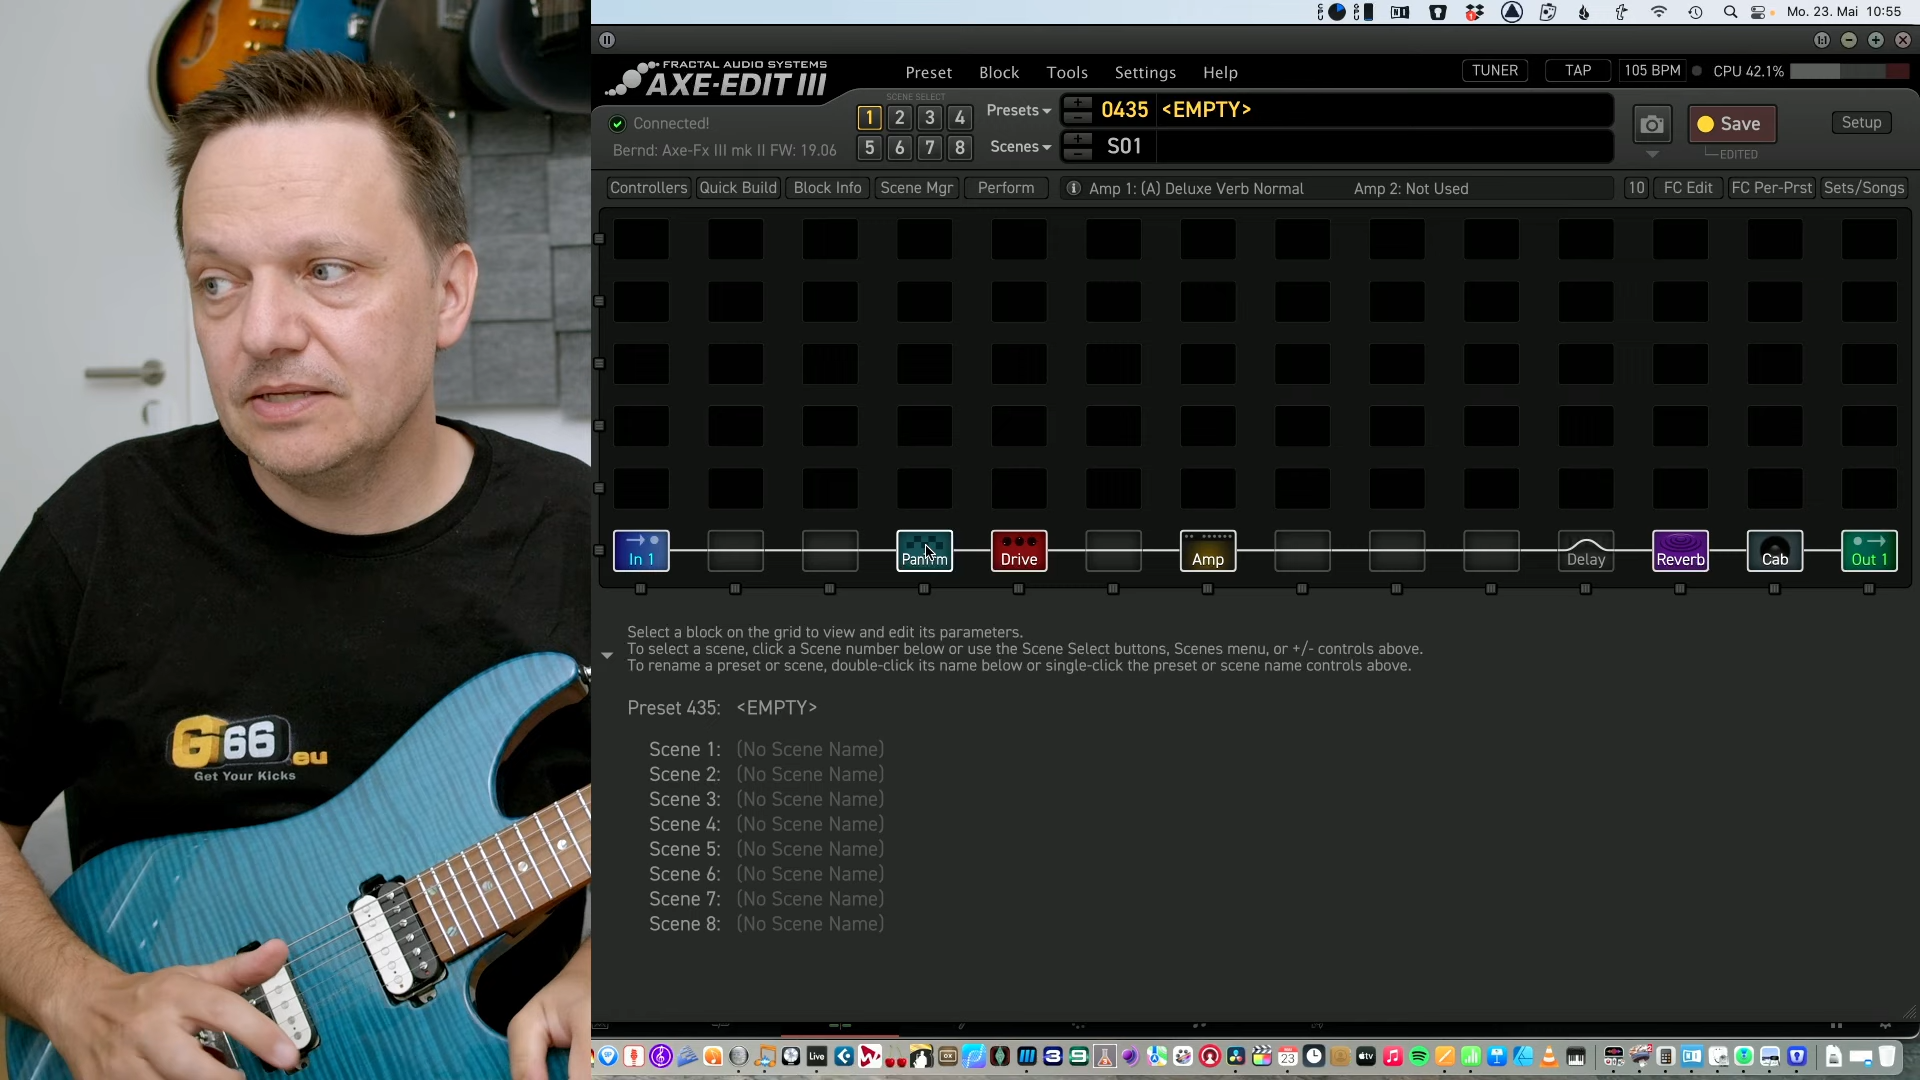 Mo. 23. Mai 10:55
FRACTAL AUDIO SYSTEMS
AXE-EDIT III
Preset Block Tools Settings Help
TUNER TAP 105 BPM CPU 42.1%
SCENE SELECT
1 2 3 4
5 6 7 8
Connected!
Bernd: Axe-Fx III mk II FW: 19.06
Presets 0435 <EMPTY>
Scenes S01
Save
EDITED
Setup
Controllers Quick Build Block Info Scene Mgr Perform
Amp 1: (A) Deluxe Verb Normal Amp 2: Not Used
10 FC Edit FC Per-Prst Sets/Songs
In 1 Drive Amp Delay Reverb Cab Out 1
Select a block on the grid to view and edit its parameters.
To select a scene, click a Scene number below or use the Scene Select buttons, Scenes menu, or +/- controls above.
To rename a preset or scene, double-click its name below or single-click the preset or scene name controls above.
Preset 435: <EMPTY>
Scene 1: (No Scene Name)
Scene 2: (No Scene Name)
Scene 3: (No Scene Name)
Scene 4: (No Scene Name)
Scene 5: (No Scene Name)
Scene 6: (No Scene Name)
Scene 7: (No Scene Name)
Scene 8: (No Scene Name)
G66.eu
Get Your Kicks
Live
23
tv